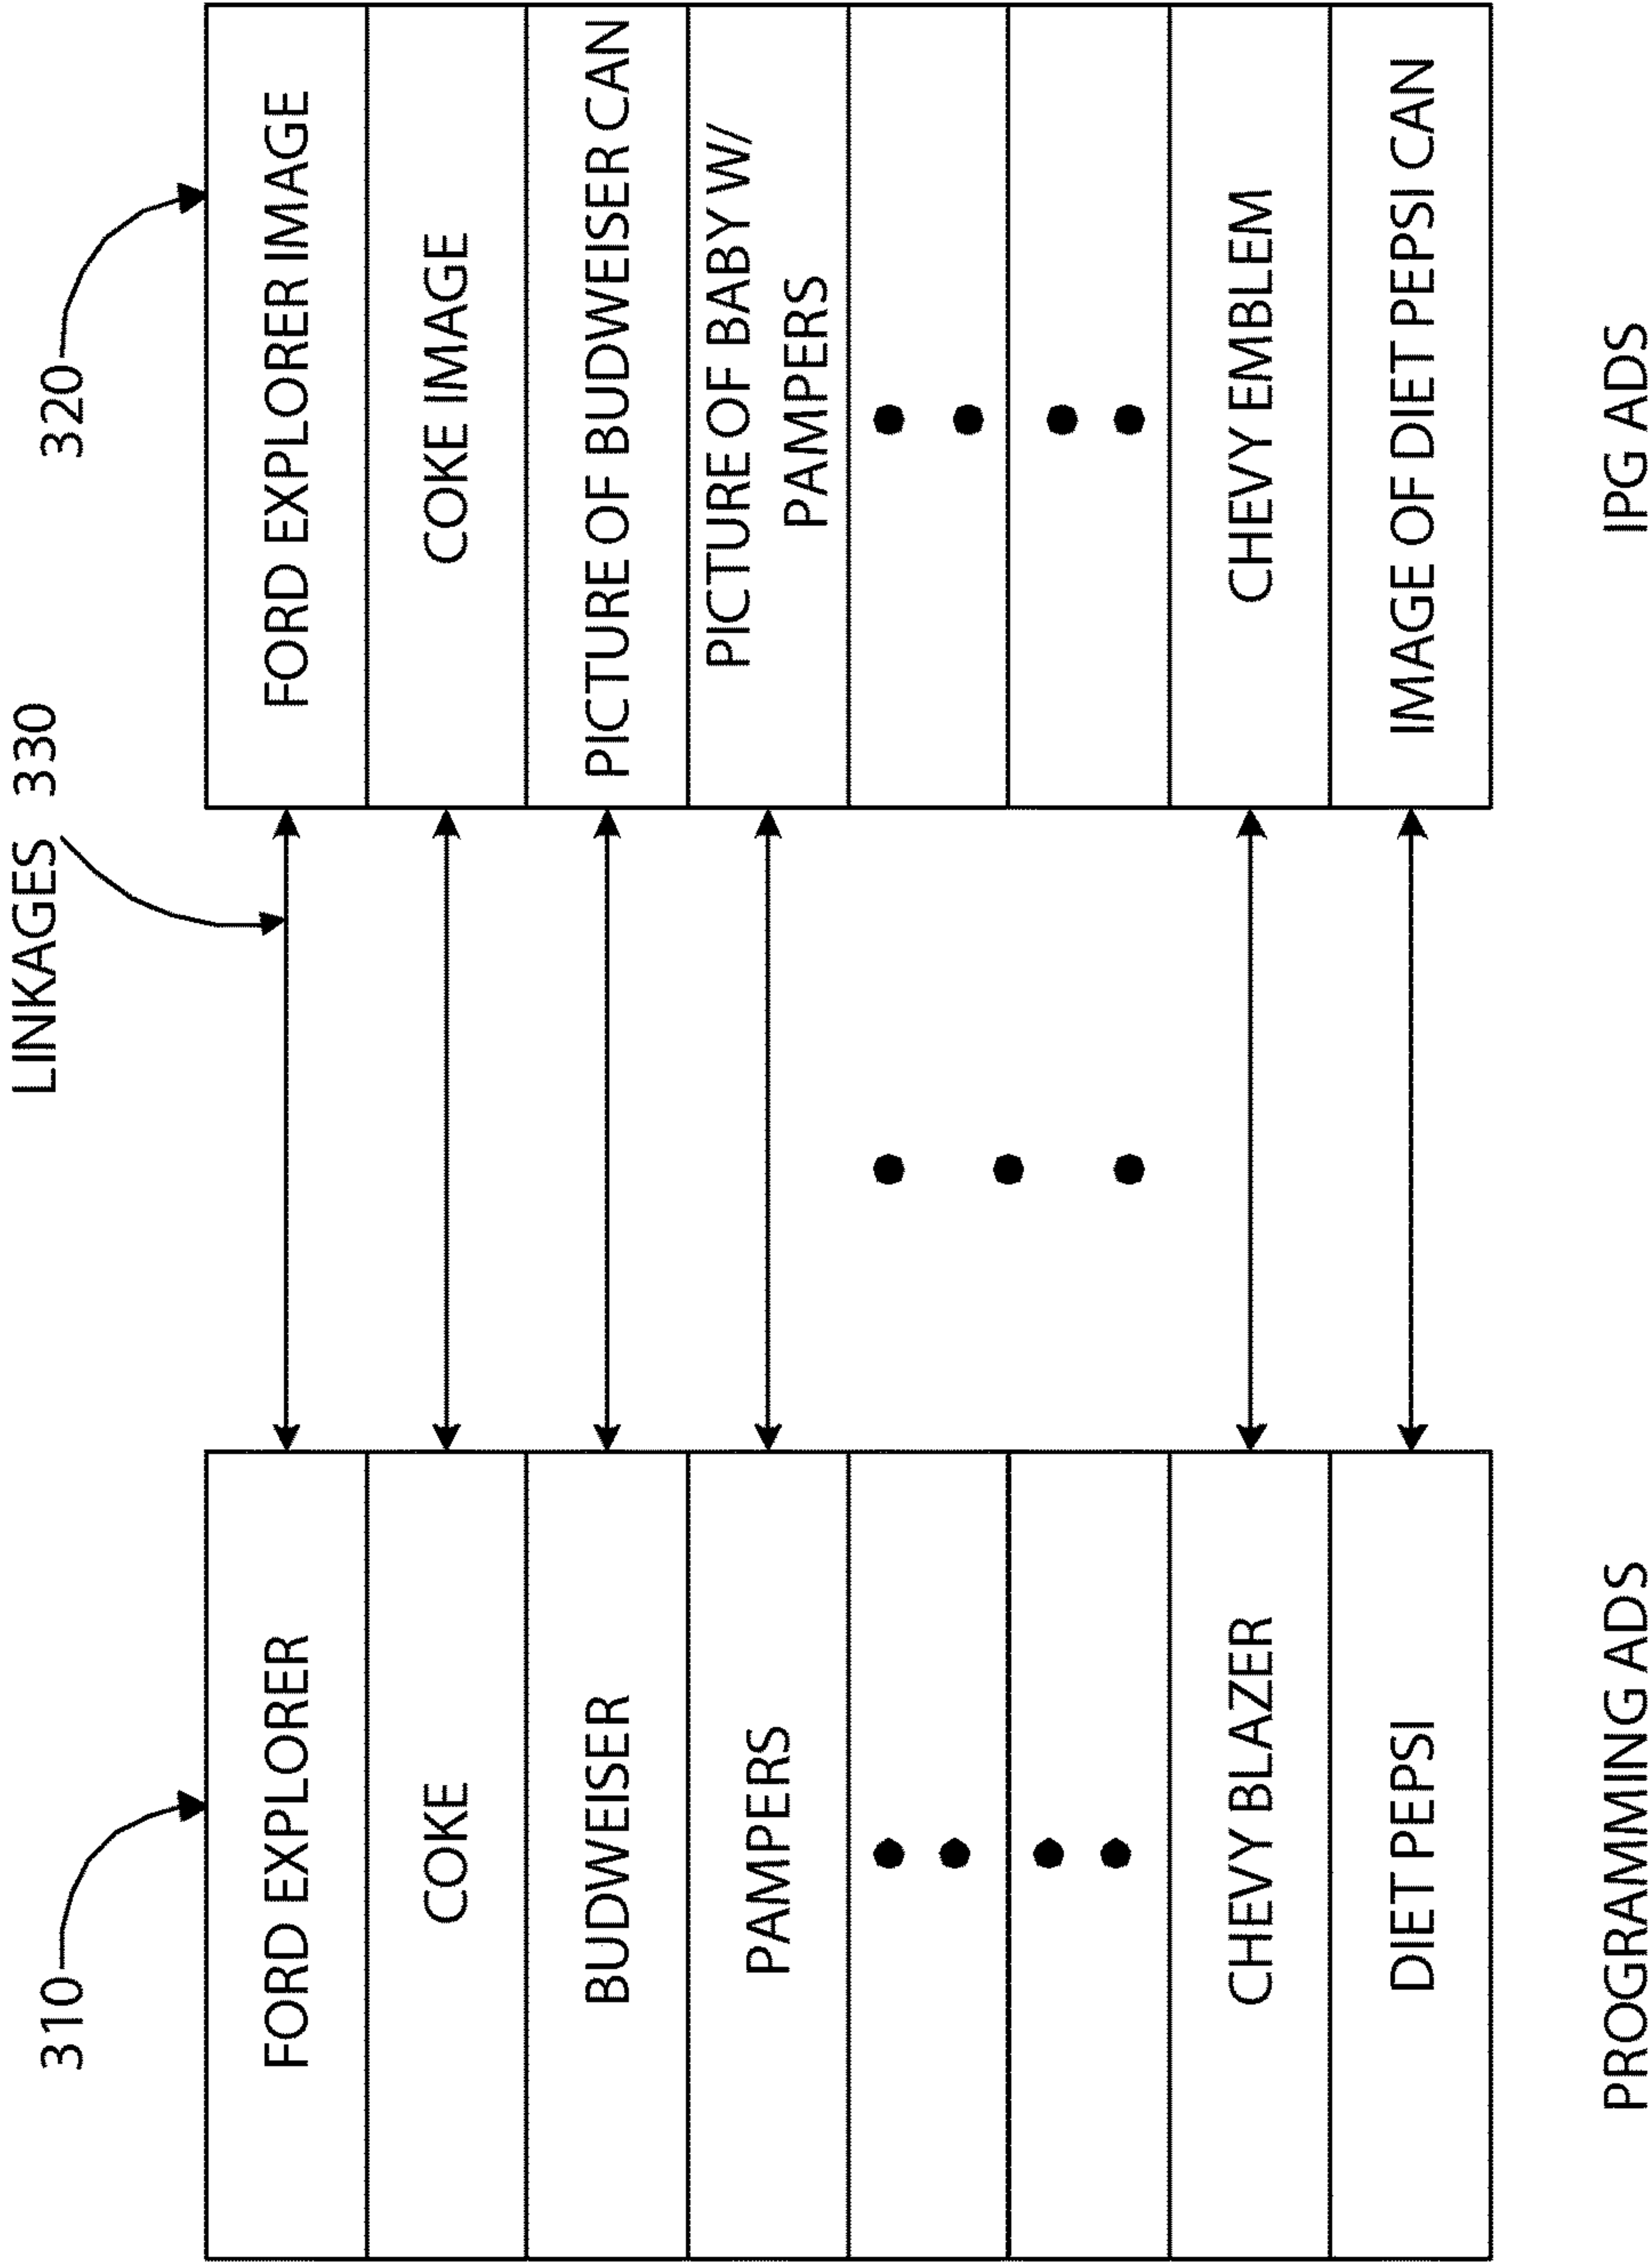 LINKAGES 330
310
320
FORD EXPLORER
COKE
BUDWEISER
PAMPERS
CHEVY BLAZER
DIET PEPSI
PROGRAMMING ADS
FORD EXPLORER IMAGE
COKE IMAGE
PICTURE OF BUDWEISER CAN
PICTURE OF BABY W/
PAMPERS
CHEVY EMBLEM
IMAGE OF DIET PEPSI CAN
IPG ADS